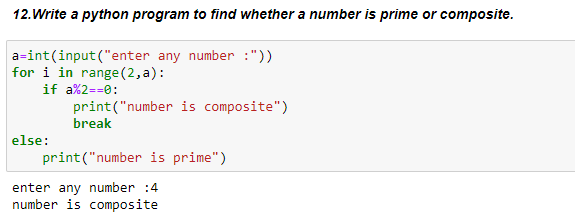 12.Write a python program to find whether a number is prime or composite.
a=int(input("enter any number :"))
for i in range(2,a):
    if a%2==0:
        print("number is composite")
        break
else:
    print("number is prime")
enter any number :4
number is composite